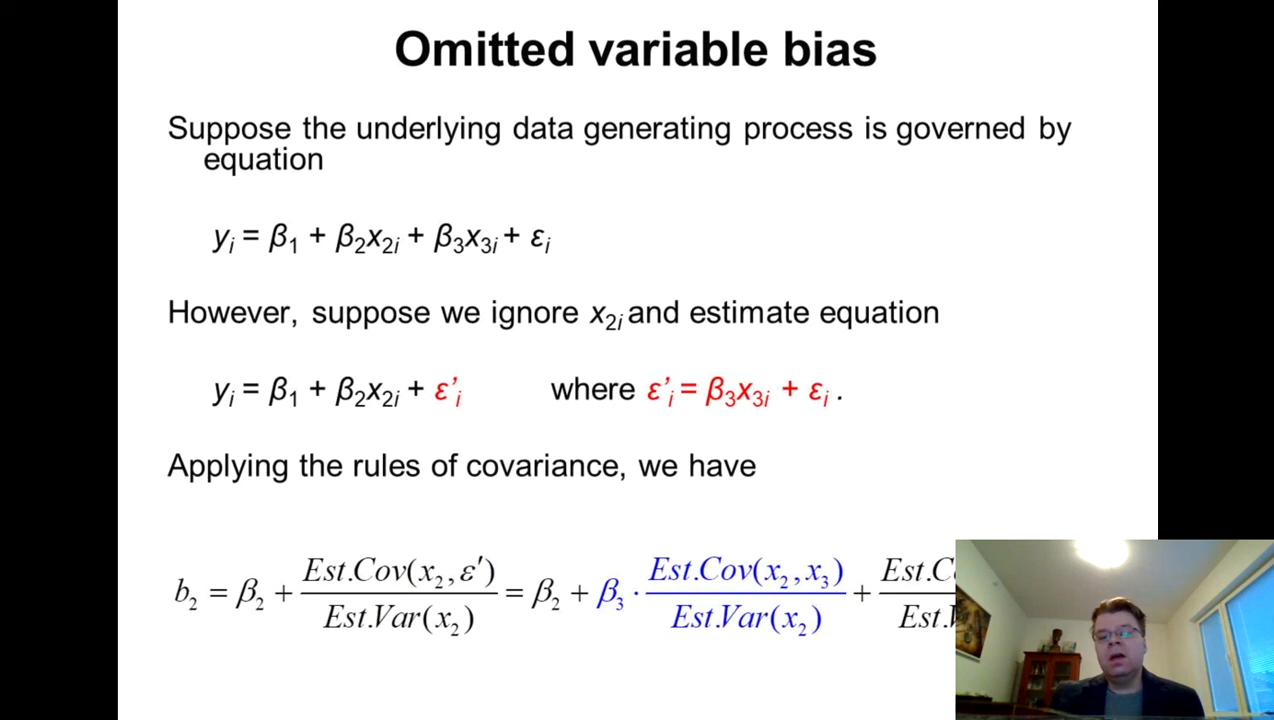 Omitted variable bias
Suppose the underlying data generating process is governed by
equation
yᵢ = β₁ + β₂x₂ᵢ + β₃x₃ᵢ + εᵢ
However, suppose we ignore x₂ᵢ and estimate equation
yᵢ = β₁ + β₂x₂ᵢ + ε’ᵢ where ε’ᵢ = β₃x₃ᵢ + εᵢ .
Applying the rules of covariance, we have
b₂ = β₂ + Est.Cov(x₂, ε′) / Est.Var(x₂) = β₂ + β₃ · Est.Cov(x₂, x₃) / Est.Var(x₂) + Est.C / Est.